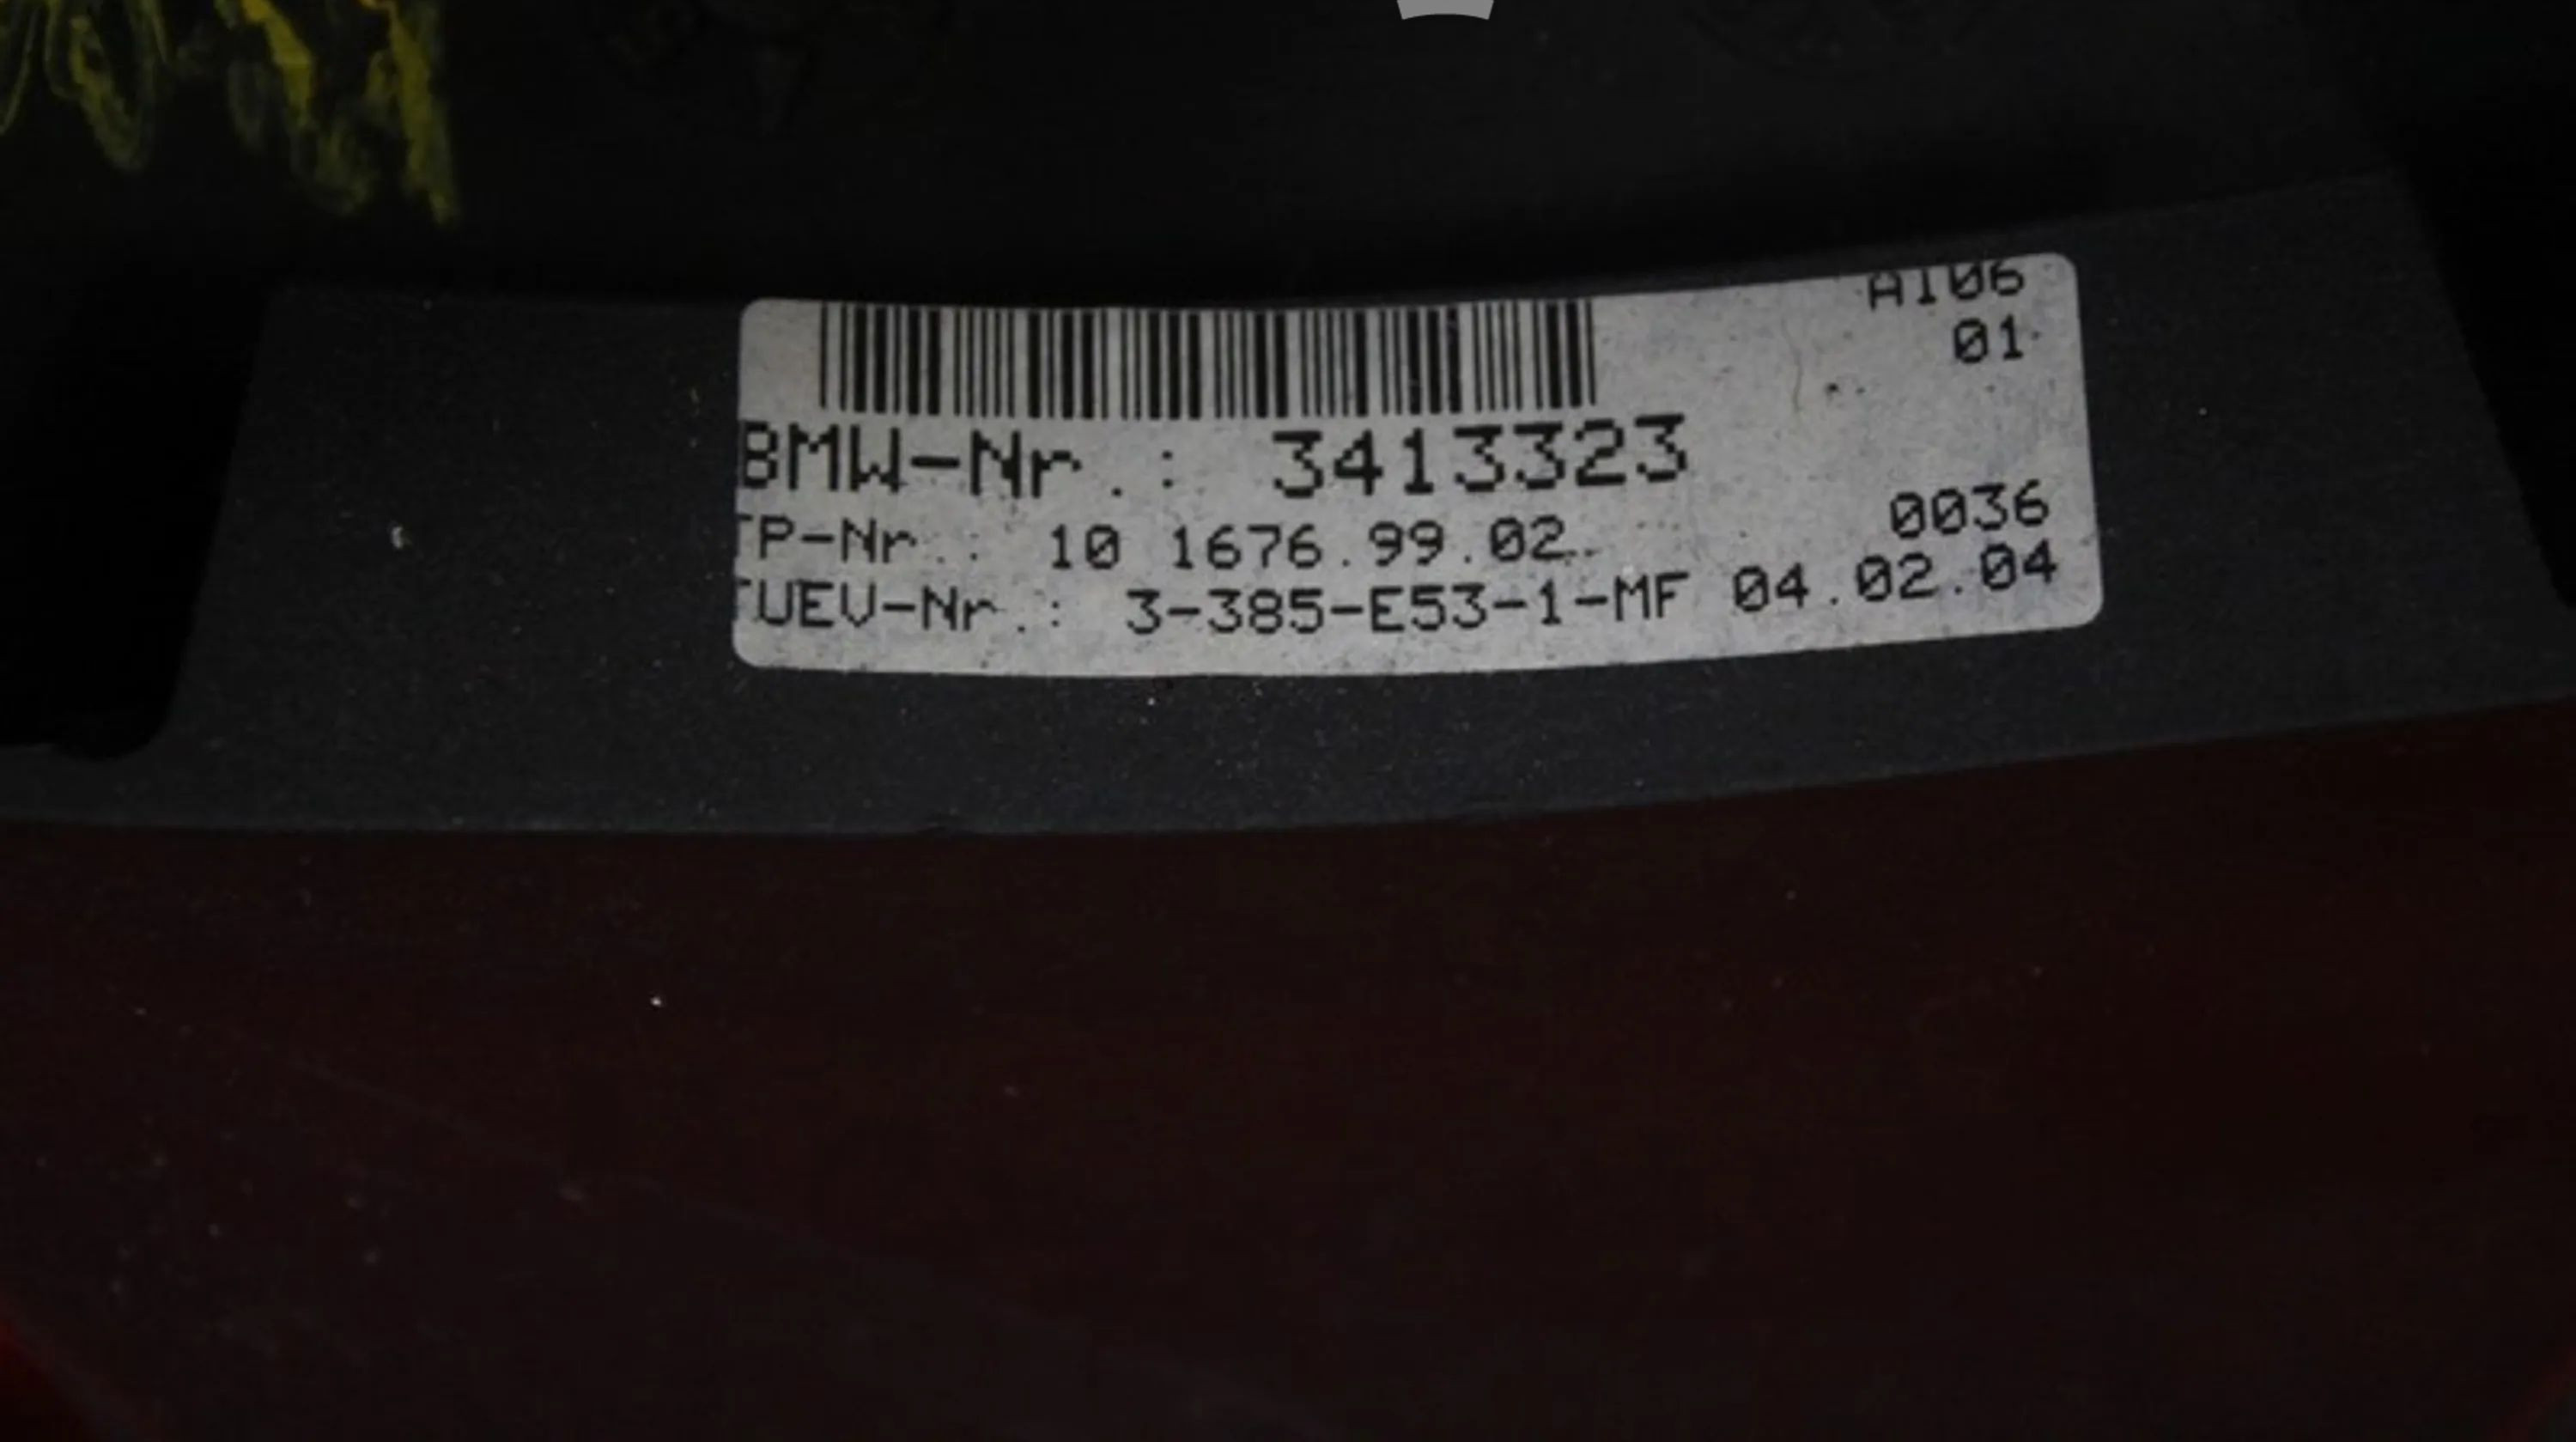 AI06
01
BMW-Nr.: 3413323
TP-Nr.: 10 1676.99.02.
0036
TUEV-Nr.: 3-385-E53-1-MF 04.02.04